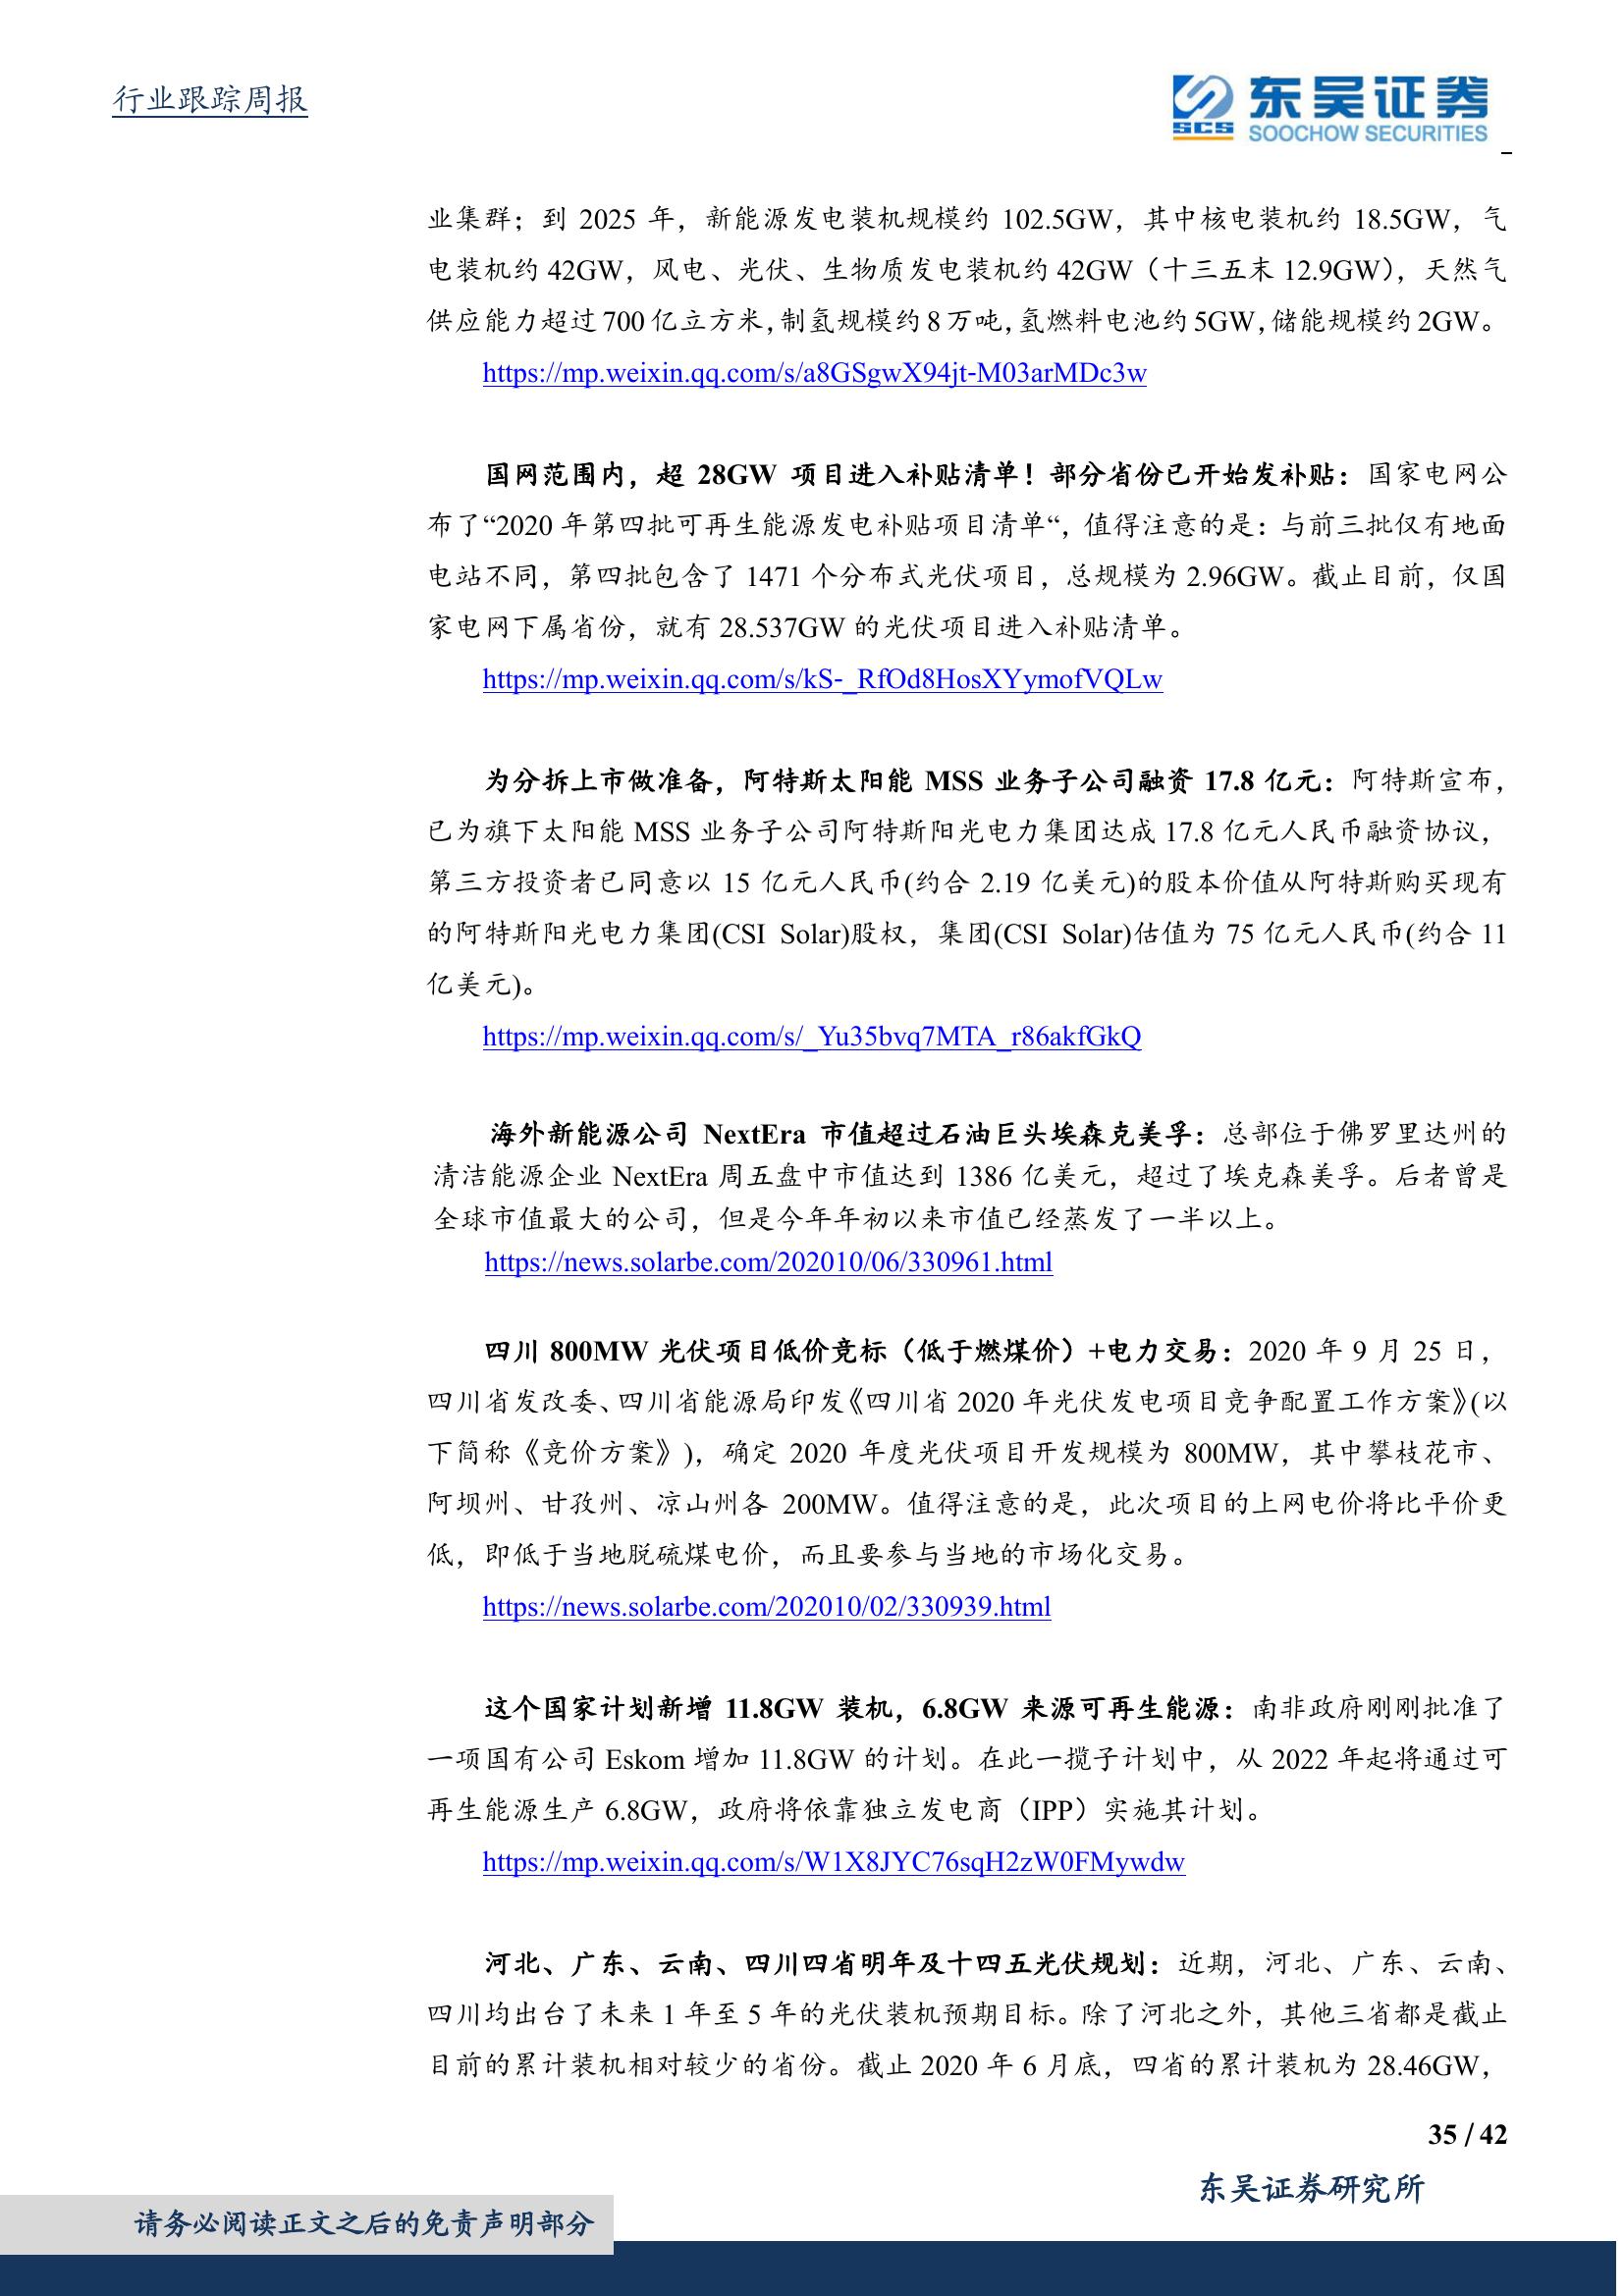 行业跟踪周报
SCS
东吴证券
SOOCHOW SECURITIES
业集群；到 2025 年，新能源发电装机规模约 102.5GW，其中核电装机约 18.5GW，气
电装机约 42GW，风电、光伏、生物质发电装机约 42GW（十三五末 12.9GW），天然气
供应能力超过 700 亿立方米，制氢规模约 8 万吨，氢燃料电池约 5GW，储能规模约 2GW。
https://mp.weixin.qq.com/s/a8GSgwX94jt-M03arMDc3w
国网范围内，超 28GW 项目进入补贴清单！部分省份已开始发补贴：国家电网公
布了“2020 年第四批可再生能源发电补贴项目清单“，值得注意的是：与前三批仅有地面
电站不同，第四批包含了 1471 个分布式光伏项目，总规模为 2.96GW。截止目前，仅国
家电网下属省份，就有 28.537GW 的光伏项目进入补贴清单。
https://mp.weixin.qq.com/s/kS-_RfOd8HosXYymofVQLw
为分拆上市做准备，阿特斯太阳能 MSS 业务子公司融资 17.8 亿元：阿特斯宣布，
已为旗下太阳能 MSS 业务子公司阿特斯阳光电力集团达成 17.8 亿元人民币融资协议，
第三方投资者已同意以 15 亿元人民币(约合 2.19 亿美元)的股本价值从阿特斯购买现有
的阿特斯阳光电力集团(CSI Solar)股权，集团(CSI Solar)估值为 75 亿元人民币(约合 11
亿美元)。
https://mp.weixin.qq.com/s/_Yu35bvq7MTA_r86akfGkQ
海外新能源公司 NextEra 市值超过石油巨头埃森克美孚：总部位于佛罗里达州的
清洁能源企业 NextEra 周五盘中市值达到 1386 亿美元，超过了埃克森美孚。后者曾是
全球市值最大的公司，但是今年年初以来市值已经蒸发了一半以上。
https://news.solarbe.com/202010/06/330961.html
四川 800MW 光伏项目低价竞标（低于燃煤价）+电力交易：2020 年 9 月 25 日，
四川省发改委、四川省能源局印发《四川省 2020 年光伏发电项目竞争配置工作方案》(以
下简称《竞价方案》)，确定 2020 年度光伏项目开发规模为 800MW，其中攀枝花市、
阿坝州、甘孜州、凉山州各 200MW。值得注意的是，此次项目的上网电价将比平价更
低，即低于当地脱硫煤电价，而且要参与当地的市场化交易。
https://news.solarbe.com/202010/02/330939.html
这个国家计划新增 11.8GW 装机，6.8GW 来源可再生能源：南非政府刚刚批准了
一项国有公司 Eskom 增加 11.8GW 的计划。在此一揽子计划中，从 2022 年起将通过可
再生能源生产 6.8GW，政府将依靠独立发电商（IPP）实施其计划。
https://mp.weixin.qq.com/s/W1X8JYC76sqH2zW0FMywdw
河北、广东、云南、四川四省明年及十四五光伏规划：近期，河北、广东、云南、
四川均出台了未来 1 年至 5 年的光伏装机预期目标。除了河北之外，其他三省都是截止
目前的累计装机相对较少的省份。截止 2020 年 6 月底，四省的累计装机为 28.46GW，
35 / 42
东吴证券研究所
请务必阅读正文之后的免责声明部分